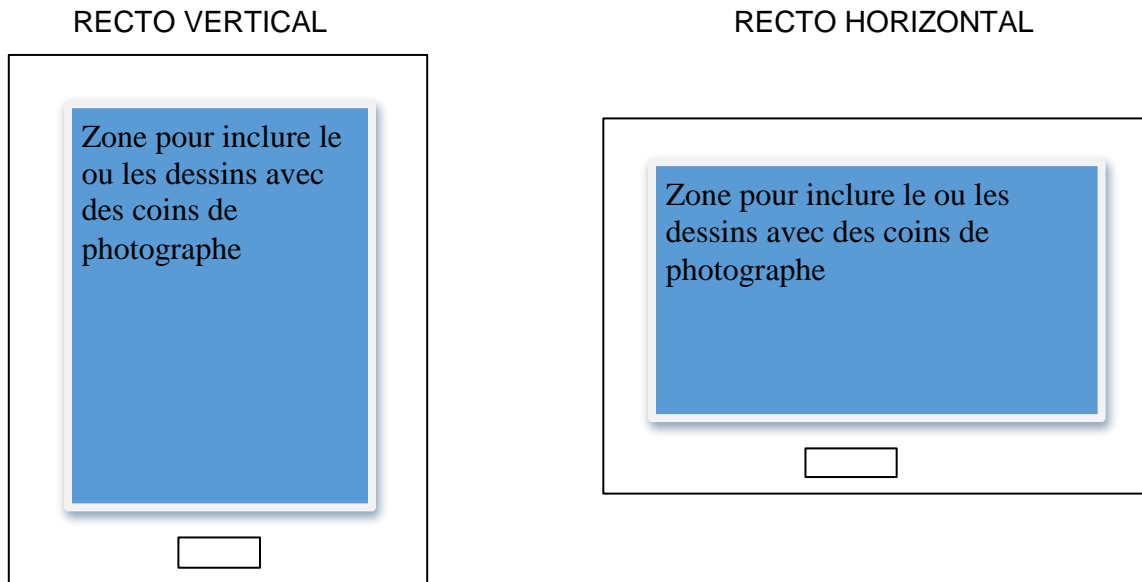 RECTO VERTICAL
Zone pour inclure le
ou les dessins avec
des coins de
photographe
RECTO HORIZONTAL
Zone pour inclure le ou les
dessins avec des coins de
photographe